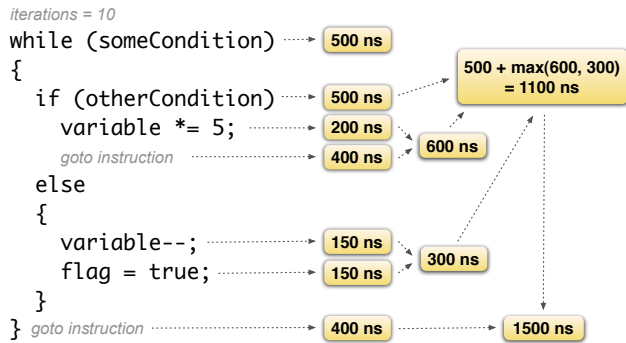 iterations = 10
while (someCondition) 500 ns
{
500 + max(600, 300)
= 1100 ns
if (otherCondition) 500 ns
variable *= 5; 200 ns
600 ns
goto instruction 400 ns
else
{
variable--; 150 ns
300 ns
flag = true; 150 ns
}
} goto instruction 400 ns 1500 ns